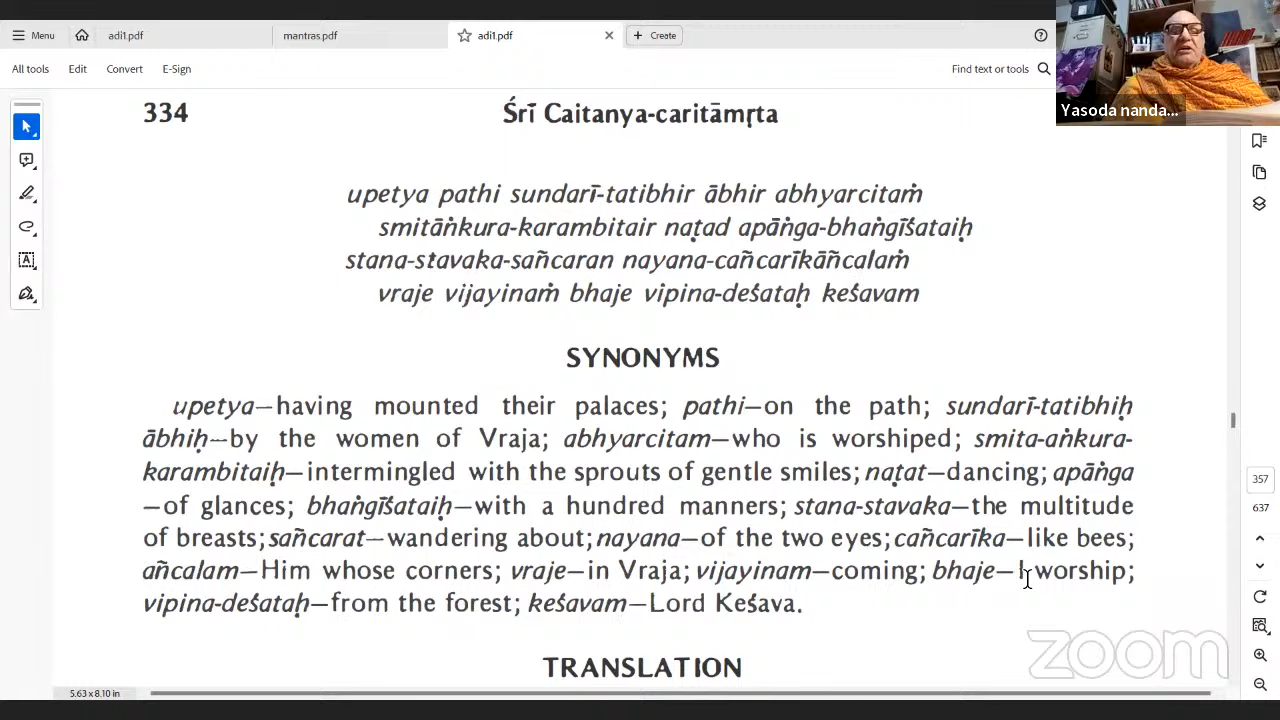 Menu
adi1.pdf
mantras.pdf
adi1.pdf
Create
All tools Edit Convert E-Sign
Find text or tools
Yasoda nanda...
334 Śrī Caitanya-caritāmṛta
upetya pathi sundarī-tatibhir ābhir abhyarcitaṁ
smitāṅkura-karambitair naṭad apāṅga-bhaṅgīśataiḥ
stana-stavaka-sañcaran nayana-cañcarīkāñcalaṁ
vraje vijayinaṁ bhaje vipina-deśataḥ keśavam
SYNONYMS
upetya—having mounted their palaces; pathi—on the path; sundarī-tatibhiḥ
ābhiḥ—by the women of Vraja; abhyarcitam—who is worshiped; smita-aṅkura-
karambitaiḥ—intermingled with the sprouts of gentle smiles; naṭat—dancing; apāṅga
—of glances; bhaṅgīśataiḥ—with a hundred manners; stana-stavaka—the multitude
of breasts; sañcarat—wandering about; nayana—of the two eyes; cañcarīka—like bees;
añcalam—Him whose corners; vraje—in Vraja; vijayinam—coming; bhaje—I worship;
vipina-deśataḥ—from the forest; keśavam—Lord Keśava.
TRANSLATION
357
637
5.63 x 8.10 in
zoom